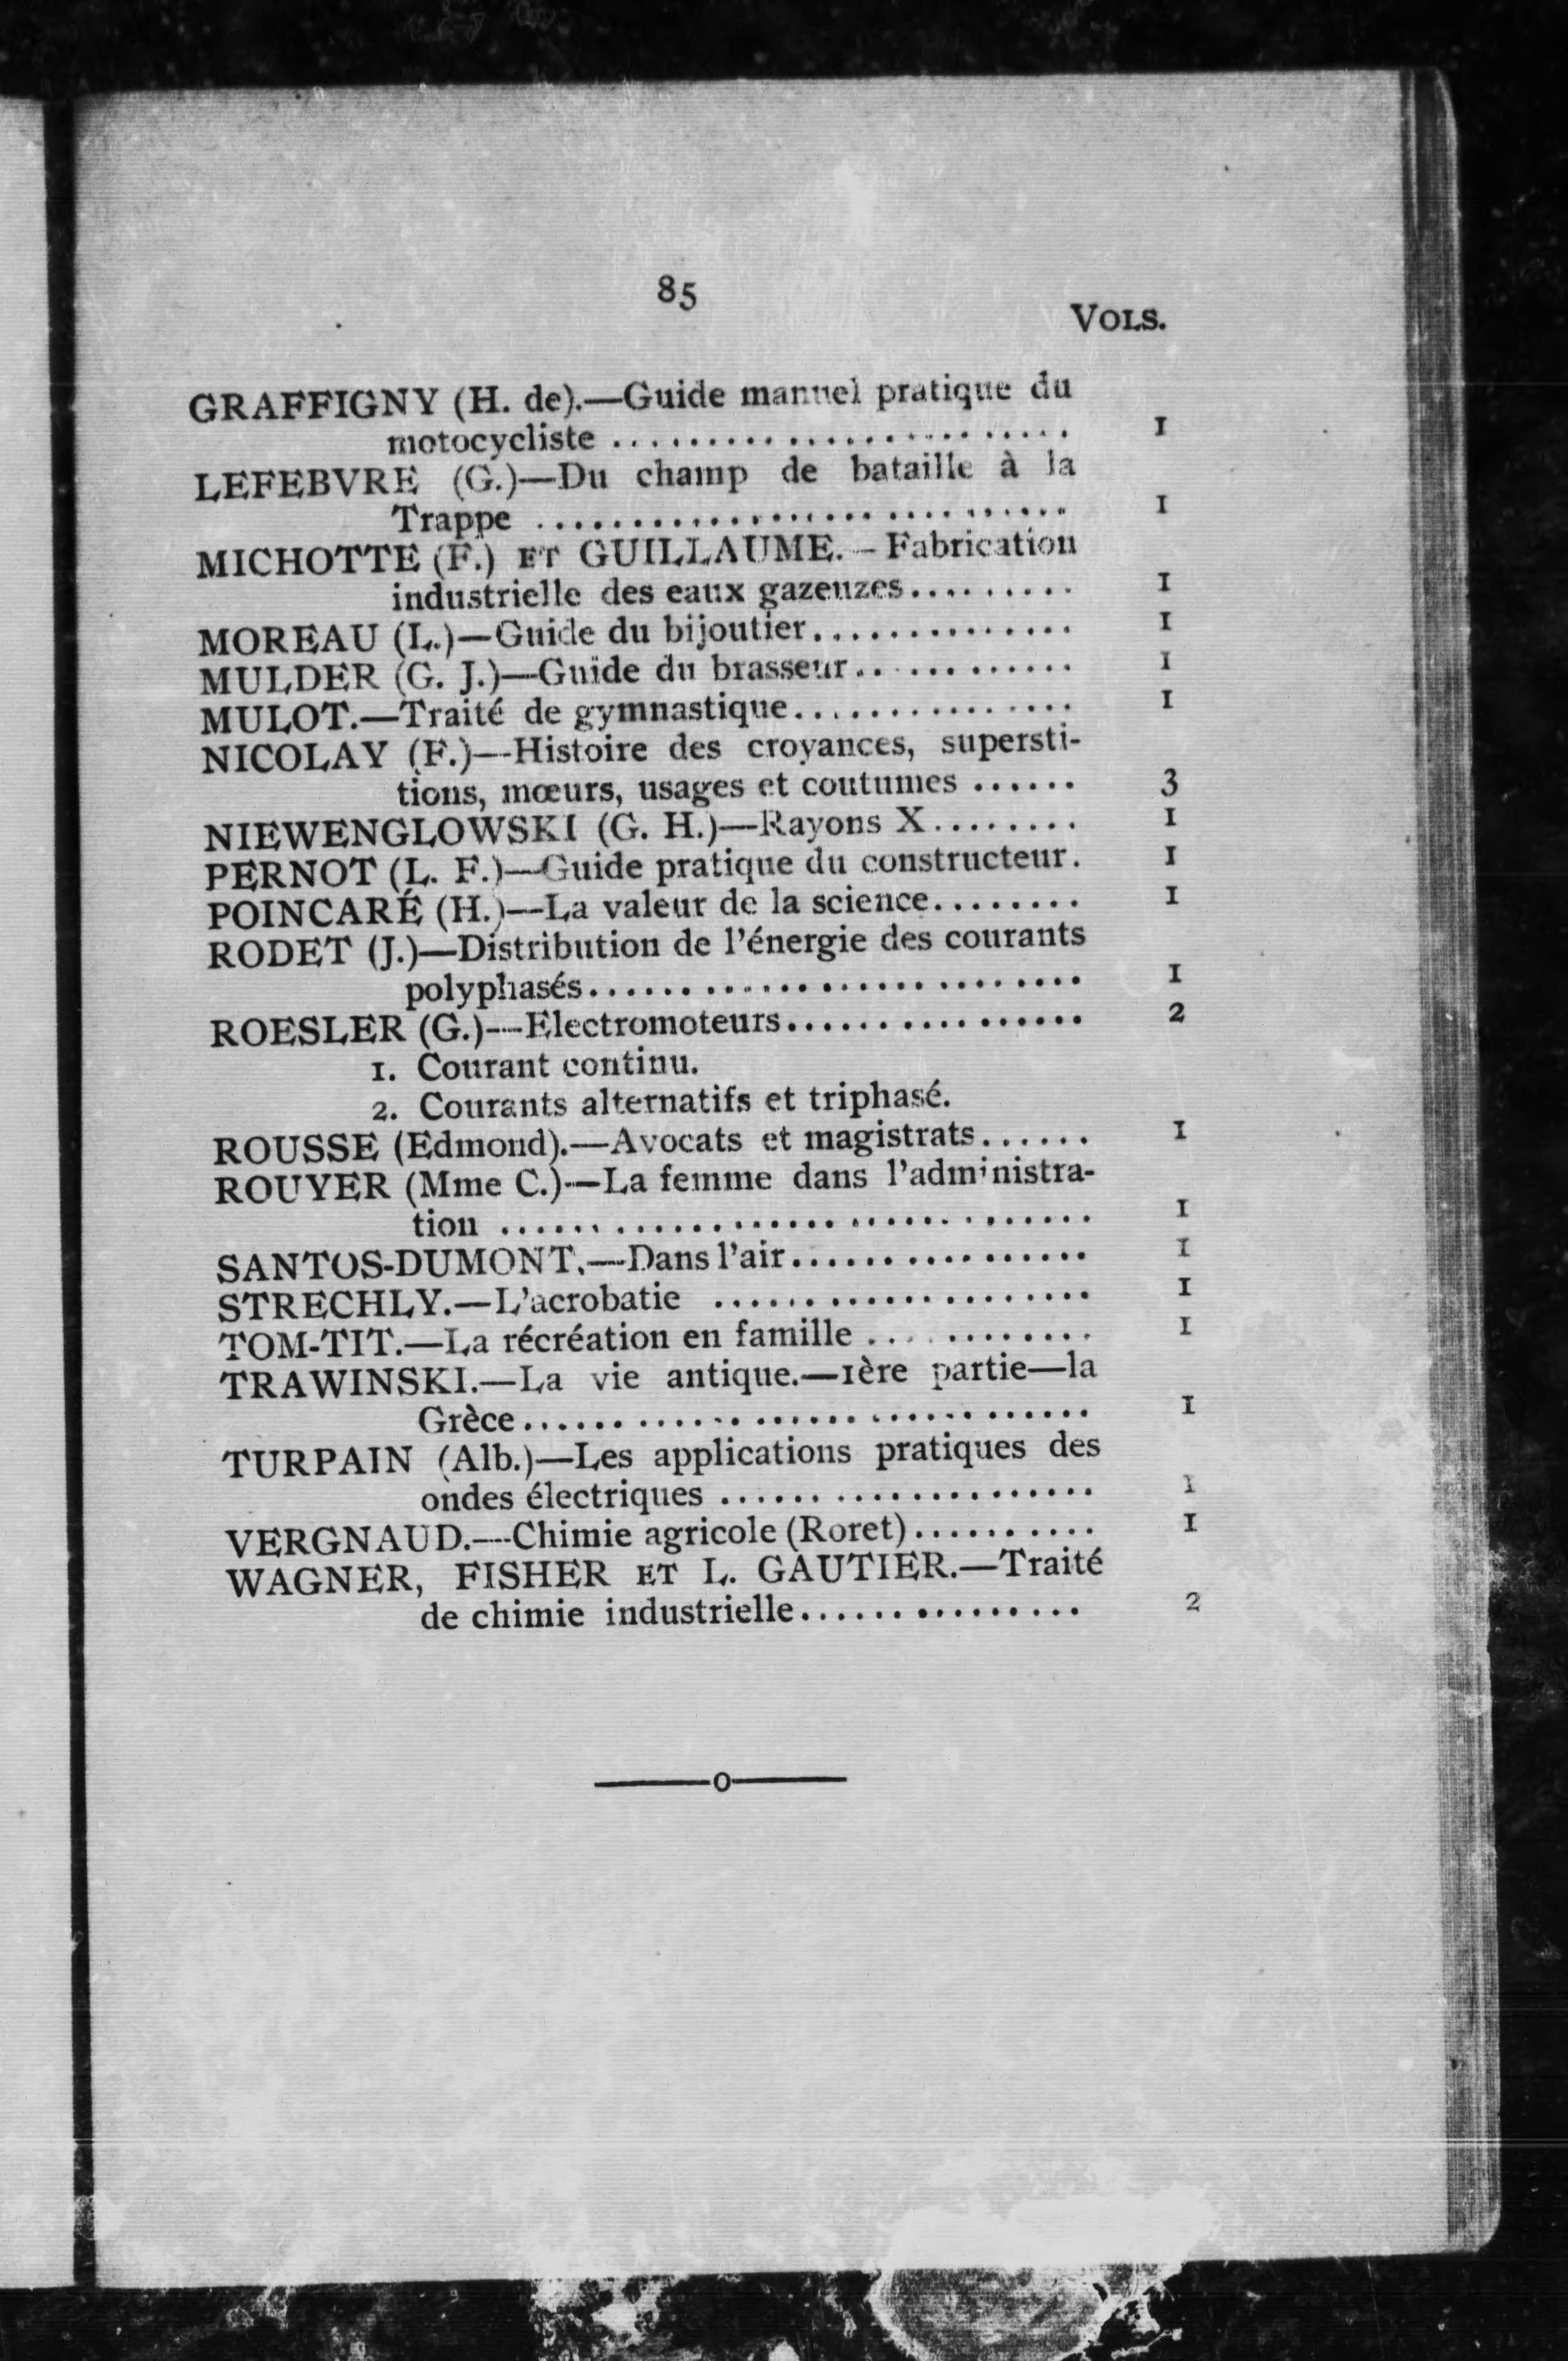 85
VOLS.
GRAFFIGNY (H. de).—Guide manuel pratique du
motocycliste .............................. 1
LEFEBVRE (G.)—Du champ de bataille à la
Trappe .................................. 1
MICHOTTE (F.) ET GUILLAUME.—Fabrication
industrielle des eaux gazeuzes.......... 1
MOREAU (L.)—Guide du bijoutier.............. 1
MULDER (G. J.)—Guide du brasseur............ 1
MULOT.—Traité de gymnastique................ 1
NICOLAY (F.)—Histoire des croyances, supersti-
tions, mœurs, usages et coutumes ...... 3
NIEWENGLOWSKI (G. H.)—Rayons X........ 1
PERNOT (L. F.)—Guide pratique du constructeur. 1
POINCARÉ (H.)—La valeur de la science........ 1
RODET (J.)—Distribution de l'énergie des courants
polyphasés.............................. 1
ROESLER (G.)—Electromoteurs................ 2
1. Courant continu.
2. Courants alternatifs et triphasé.
ROUSSE (Edmond).—Avocats et magistrats...... 1
ROUYER (Mme C.)—La femme dans l'administra-
tion .................................... 1
SANTOS-DUMONT.—Dans l'air................ 1
STRECHLY.—L'acrobatie .................... 1
TOM-TIT.—La récréation en famille ............ 1
TRAWINSKI.—La vie antique.—1ère partie—la
Grèce.................................. 1
TURPAIN (Alb.)—Les applications pratiques des
ondes électriques ...................... 1
VERGNAUD.—Chimie agricole (Roret).......... 1
WAGNER, FISHER ET L. GAUTIER.—Traité
de chimie industrielle................ 2
——o——